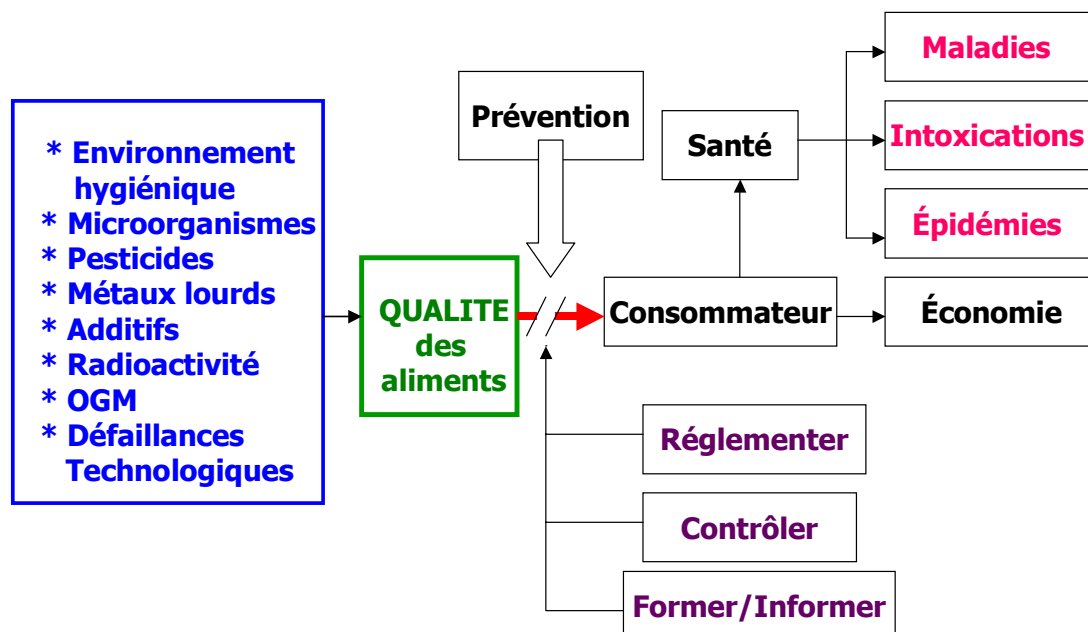 * Environnement
hygiénique
* Microorganismes
* Pesticides
* Métaux lourds
* Additifs
* Radioactivité
* OGM
* Défaillances
Technologiques
QUALITE
des
aliments
Prévention
Consommateur
Santé
Maladies
Intoxications
Épidémies
Économie
Réglementer
Contrôler
Former/Informer